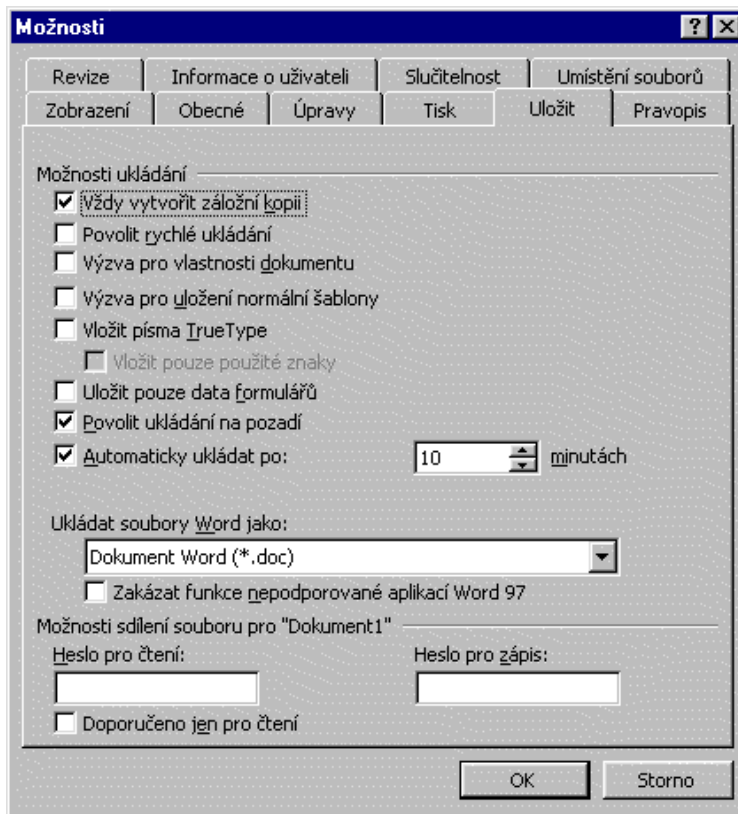 Možnosti
Revize Informace o uživateli Slučitelnost Umístění souborů
Zobrazení Obecné Úpravy Tisk Uložit Pravopis
Možnosti ukládání
Vždy vytvořit záložní kopii
Povolit rychlé ukládání
Výzva pro vlastnosti dokumentu
Výzva pro uložení normální šablony
Vložit písma TrueType
Vložit pouze použité znaky
Uložit pouze data formulářů
Povolit ukládání na pozadí
Automaticky ukládat po: 10 minutách
Ukládat soubory Word jako:
Dokument Word (*.doc)
Zakázat funkce nepodporované aplikací Word 97
Možnosti sdílení souboru pro "Dokument1"
Heslo pro čtení: Heslo pro zápis:
Doporučeno jen pro čtení
OK Storno